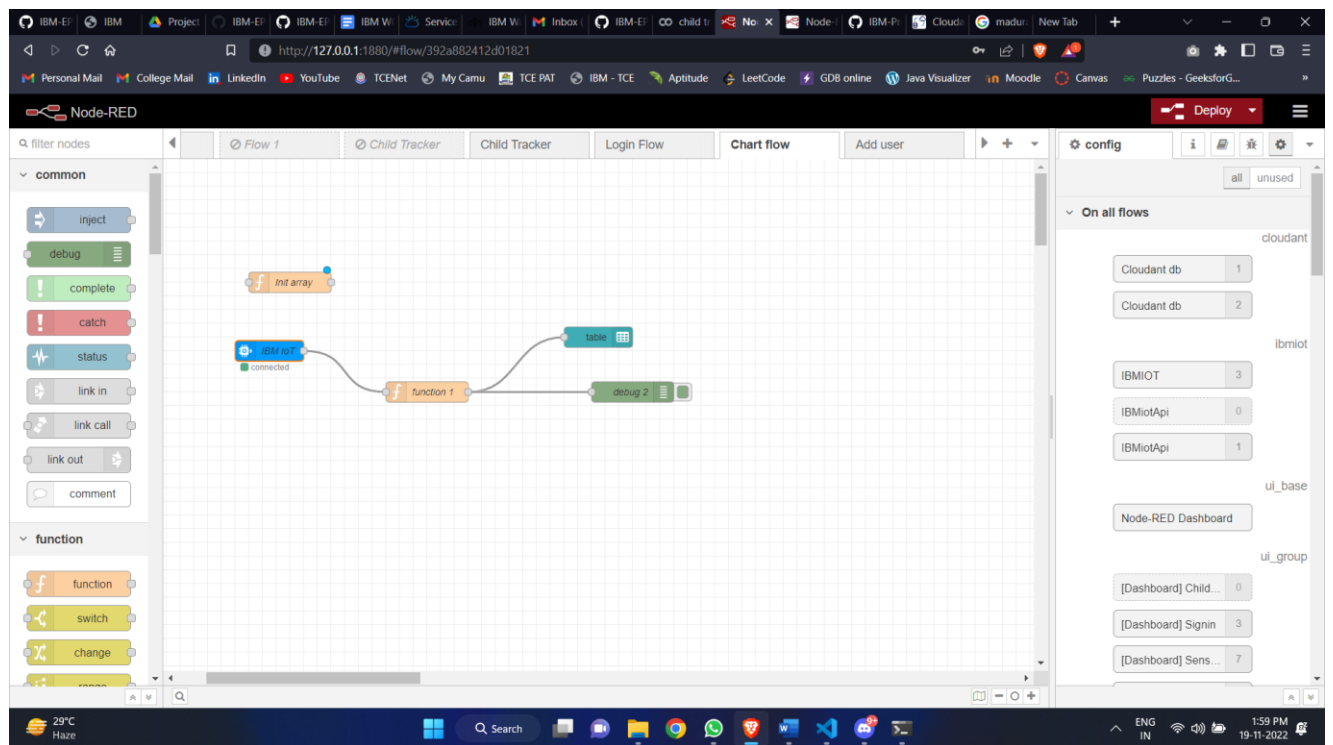 IBM-EF
IBM
Project
IBM-EF
IBM-EF
IBM W
Service
IBM W
Inbox (
IBM-EF
child t
No
Node-
IBM-P
Clouda
madur
New Tab
http://127.0.0.1:1880/#flow/392a882412d01821
Personal Mail
College Mail
LinkedIn
YouTube
TCENet
My Camu
TCE PAT
IBM - TCE
Aptitude
LeetCode
GDB online
Java Visualizer
Moodle
Canvas
Puzzles - GeeksforG...
»
Node-RED
Deploy
filter nodes
Flow 1
Child Tracker
Child Tracker
Login Flow
Chart flow
Add user
config
i
common
all
unused
inject
debug
complete
catch
status
link in
link call
link out
comment
function
function
switch
change
range
Init array
IBM IoT
connected
function 1
table
debug 2
On all flows
cloudant
Cloudant db
1
Cloudant db
2
ibmiot
IBMIOT
3
IBMiotApi
0
IBMiotApi
1
ui_base
Node-RED Dashboard
ui_group
[Dashboard] Child...
0
[Dashboard] Signin
3
[Dashboard] Sens...
7
29°C
Haze
Search
ENG
IN
1:59 PM
19-11-2022